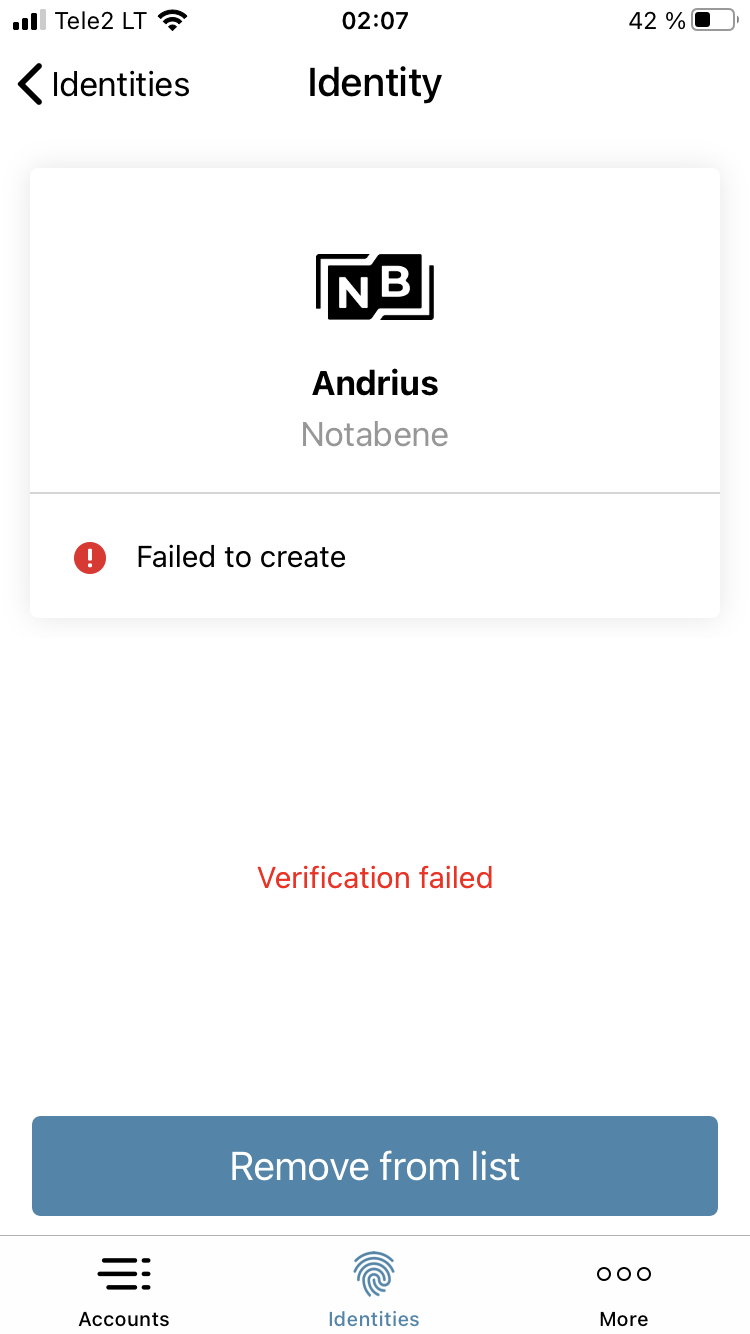 Tele2 LT 02:07 42 %
Identities Identity
NB
Andrius
Notabene
Failed to create
Verification failed
Remove from list
Accounts Identities More